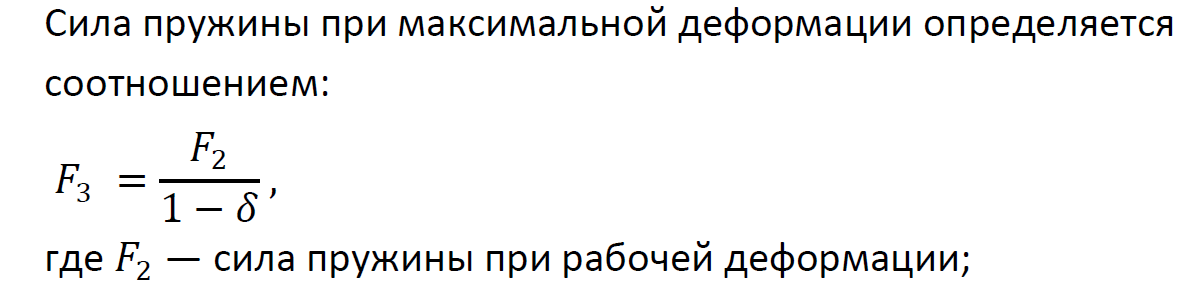 Сила пружины при максимальной деформации определяется
соотношением:
F₃ = F₂ / (1 − δ),
где F₂ — сила пружины при рабочей деформации;